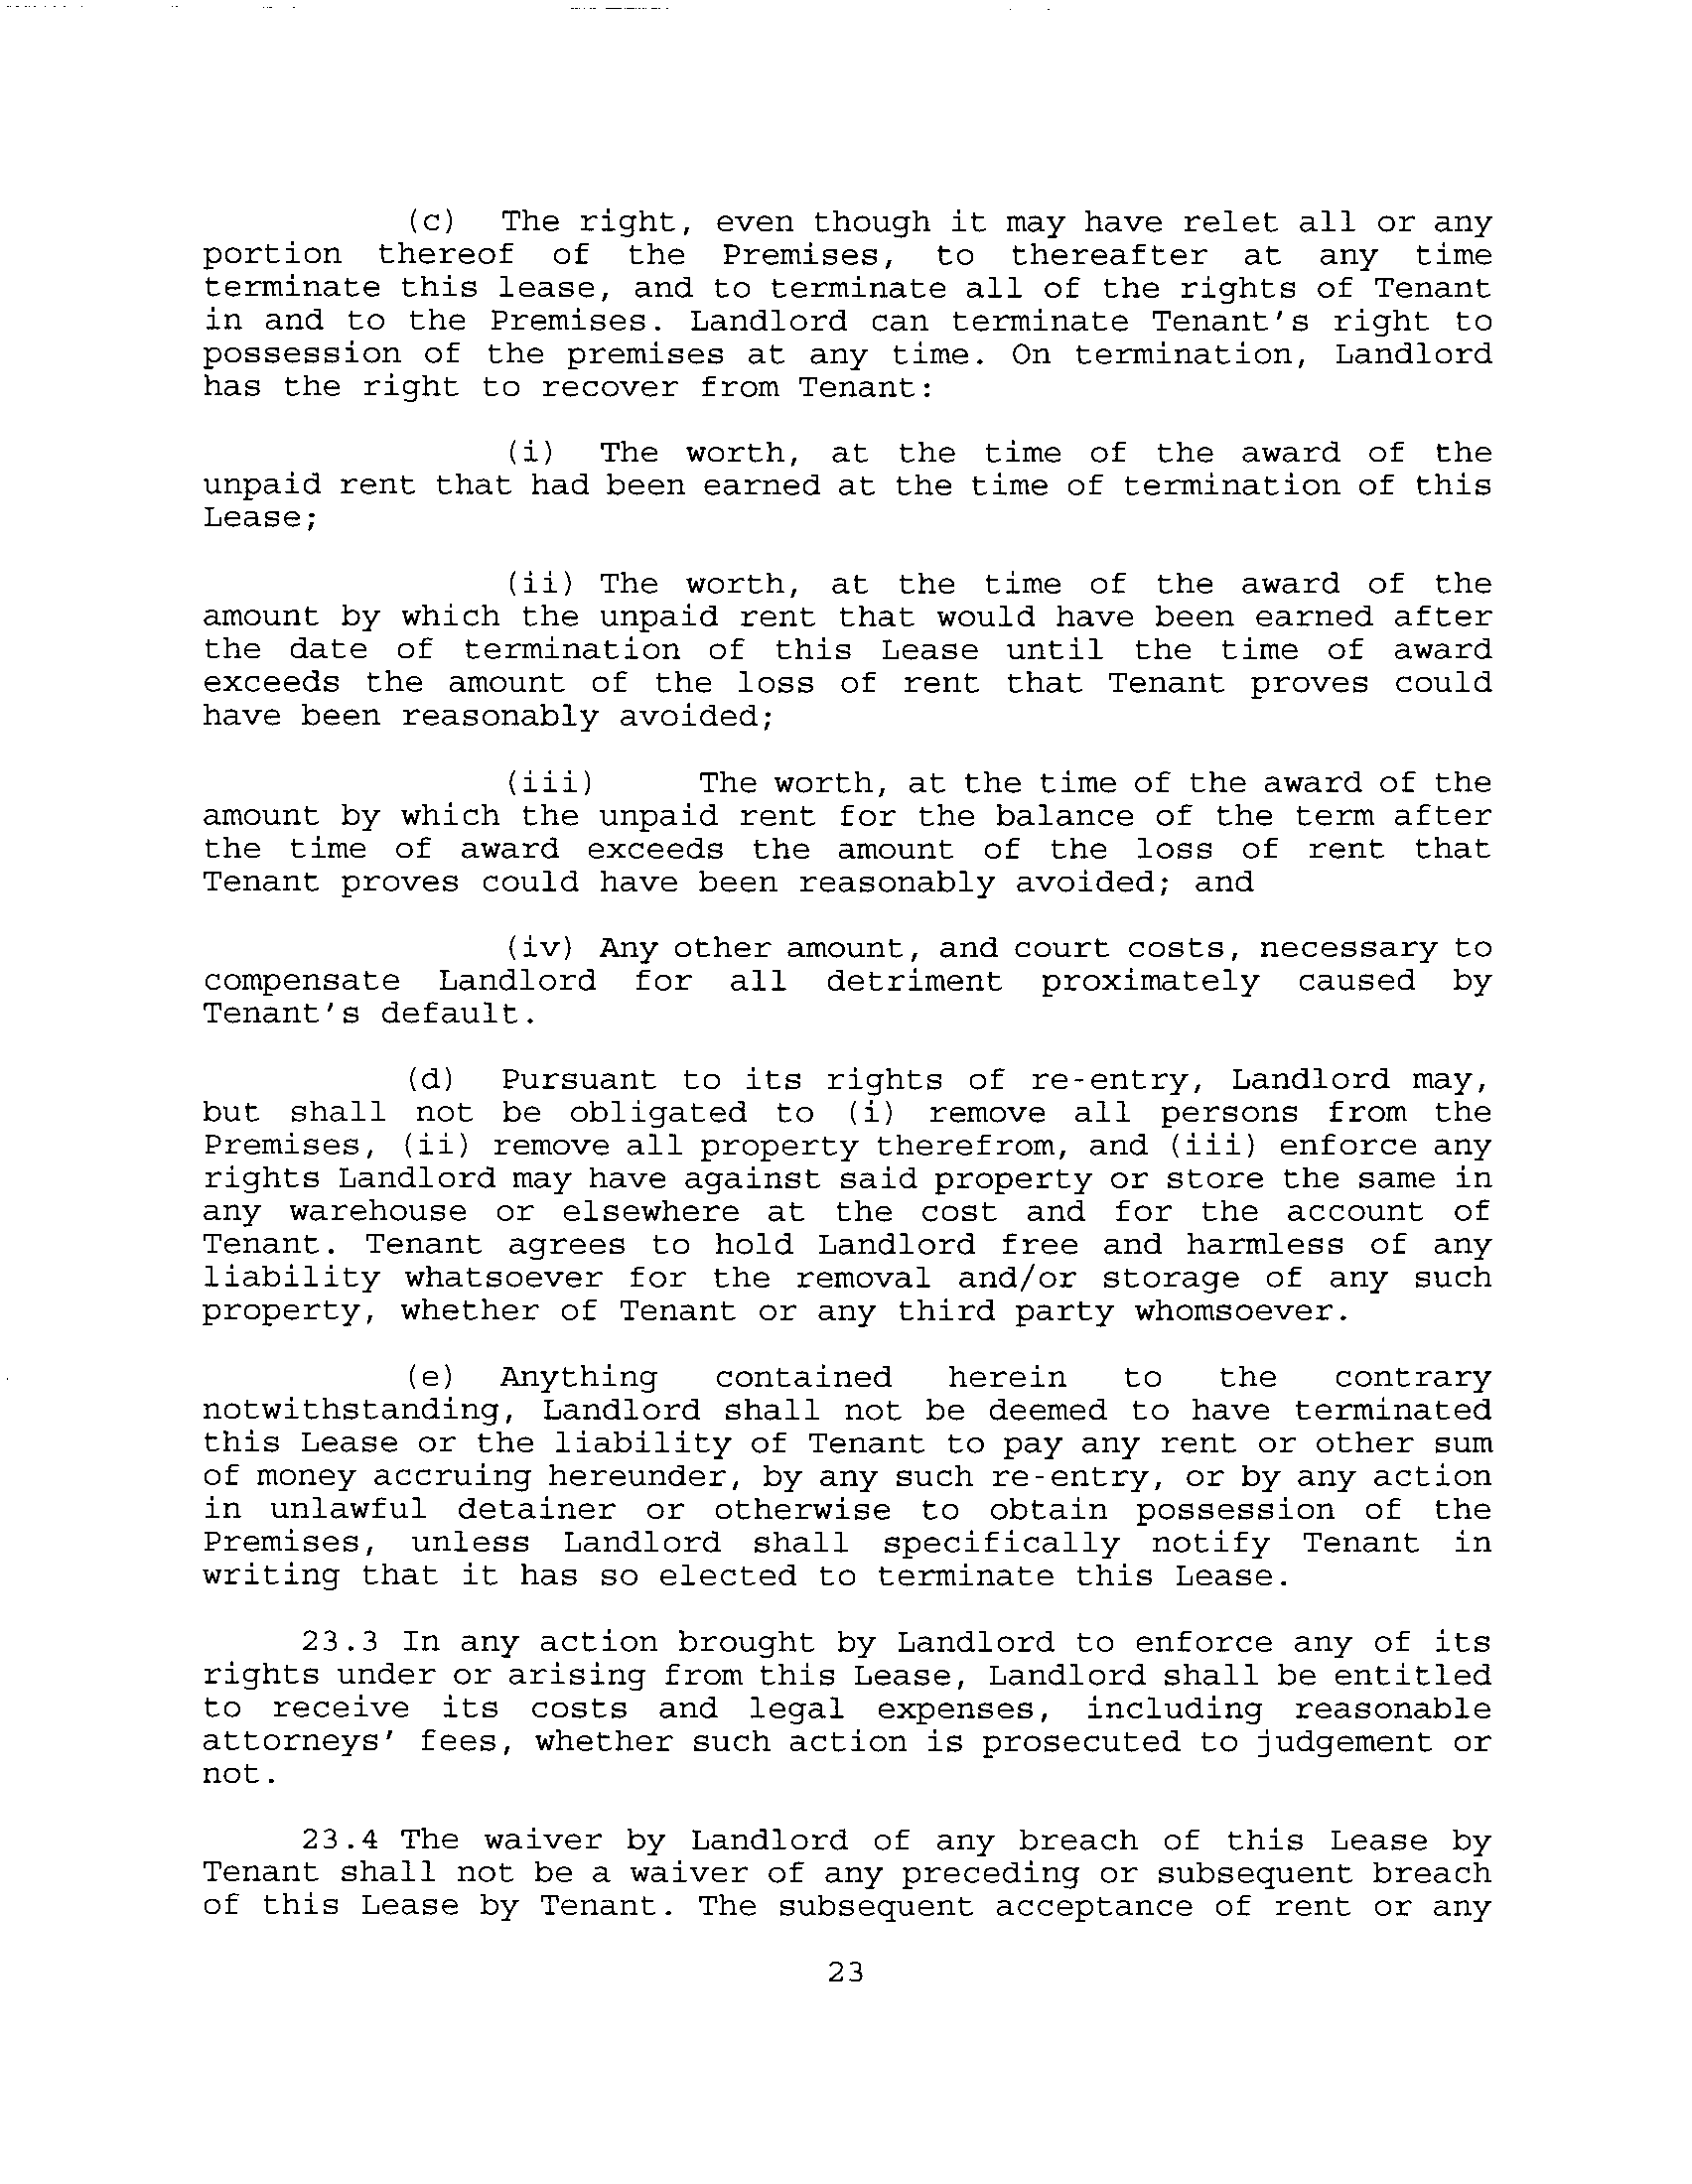 (c) The right, even though it may have relet all or any
portion thereof of the Premises, to thereafter at any time
terminate this lease, and to terminate all of the rights of Tenant
in and to the Premises. Landlord can terminate Tenant's right to
possession of the premises at any time. On termination, Landlord
has the right to recover from Tenant:
(i) The worth, at the time of the award of the
unpaid rent that had been earned at the time of termination of this
Lease;
(ii) The worth, at the time of the award of the
amount by which the unpaid rent that would have been earned after
the date of termination of this Lease until the time of award
exceeds the amount of the loss of rent that Tenant proves could
have been reasonably avoided;
(iii) The worth, at the time of the award of the
amount by which the unpaid rent for the balance of the term after
the time of award exceeds the amount of the loss of rent that
Tenant proves could have been reasonably avoided; and
(iv) Any other amount, and court costs, necessary to
compensate Landlord for all detriment proximately caused by
Tenant's default.
(d) Pursuant to its rights of re-entry, Landlord may,
but shall not be obligated to (i) remove all persons from the
Premises, (ii) remove all property therefrom, and (iii) enforce any
rights Landlord may have against said property or store the same in
any warehouse or elsewhere at the cost and for the account of
Tenant. Tenant agrees to hold Landlord free and harmless of any
liability whatsoever for the removal and/or storage of any such
property, whether of Tenant or any third party whomsoever.
(e) Anything contained herein to the contrary
notwithstanding, Landlord shall not be deemed to have terminated
this Lease or the liability of Tenant to pay any rent or other sum
of money accruing hereunder, by any such re-entry, or by any action
in unlawful detainer or otherwise to obtain possession of the
Premises, unless Landlord shall specifically notify Tenant in
writing that it has so elected to terminate this Lease.
23.3 In any action brought by Landlord to enforce any of its
rights under or arising from this Lease, Landlord shall be entitled
to receive its costs and legal expenses, including reasonable
attorneys' fees, whether such action is prosecuted to judgement or
not.
23.4 The waiver by Landlord of any breach of this Lease by
Tenant shall not be a waiver of any preceding or subsequent breach
of this Lease by Tenant. The subsequent acceptance of rent or any
23